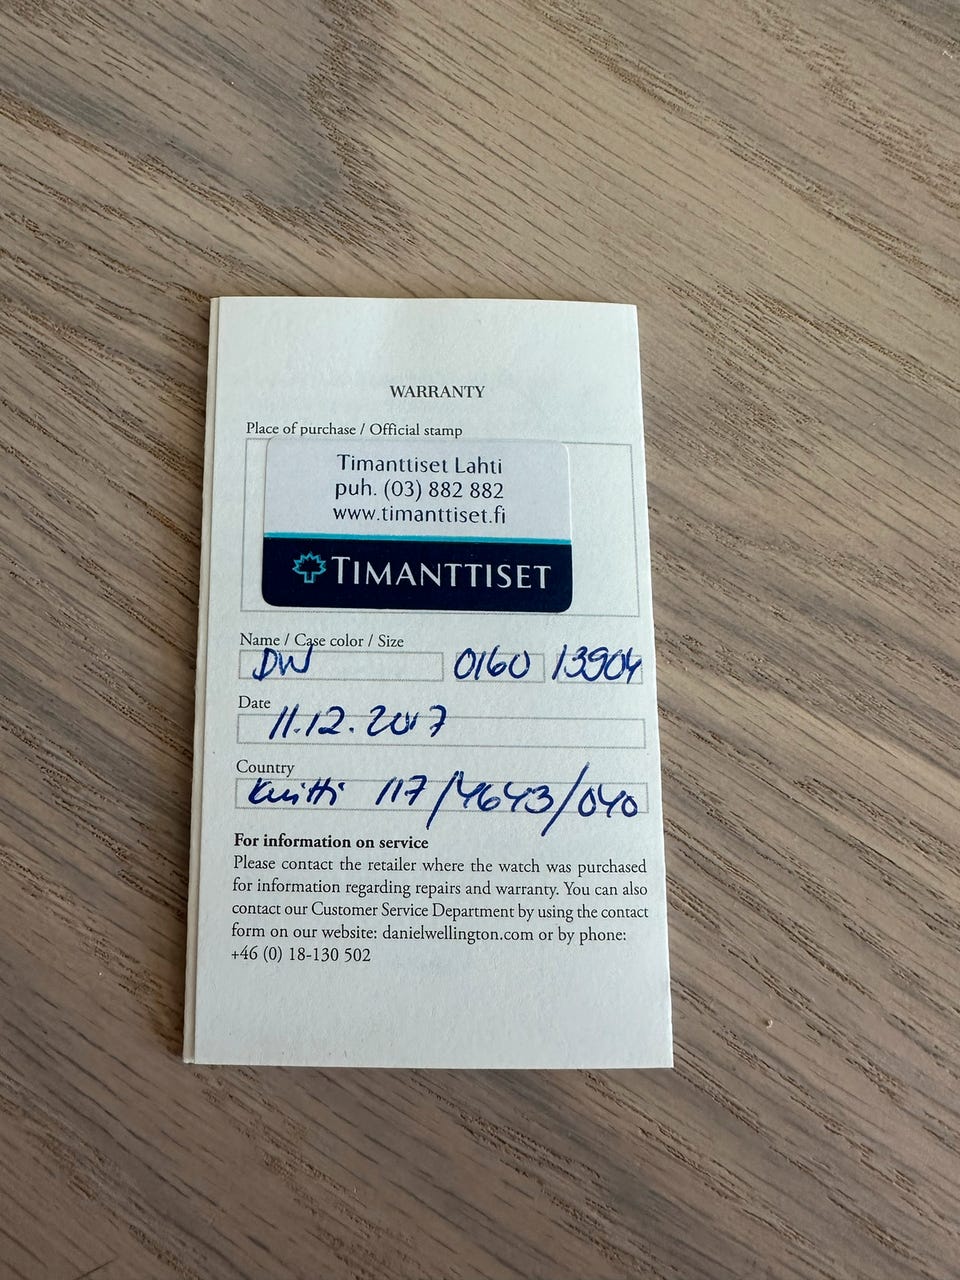 WARRANTY
Place of purchase / Official stamp
Timanttiset Lahti
puh. (03) 882 882
www.timanttiset.fi
TIMANTTISET
Name / Case color / Size
DW 0160 13904
Date
11.12.2017
Country
Kuitti 117/4643/040
For information on service
Please contact the retailer where the watch was purchased
for information regarding repairs and warranty. You can also
contact our Customer Service Department by using the contact
form on our website: danielwellington.com or by phone:
+46 (0) 18-130 502